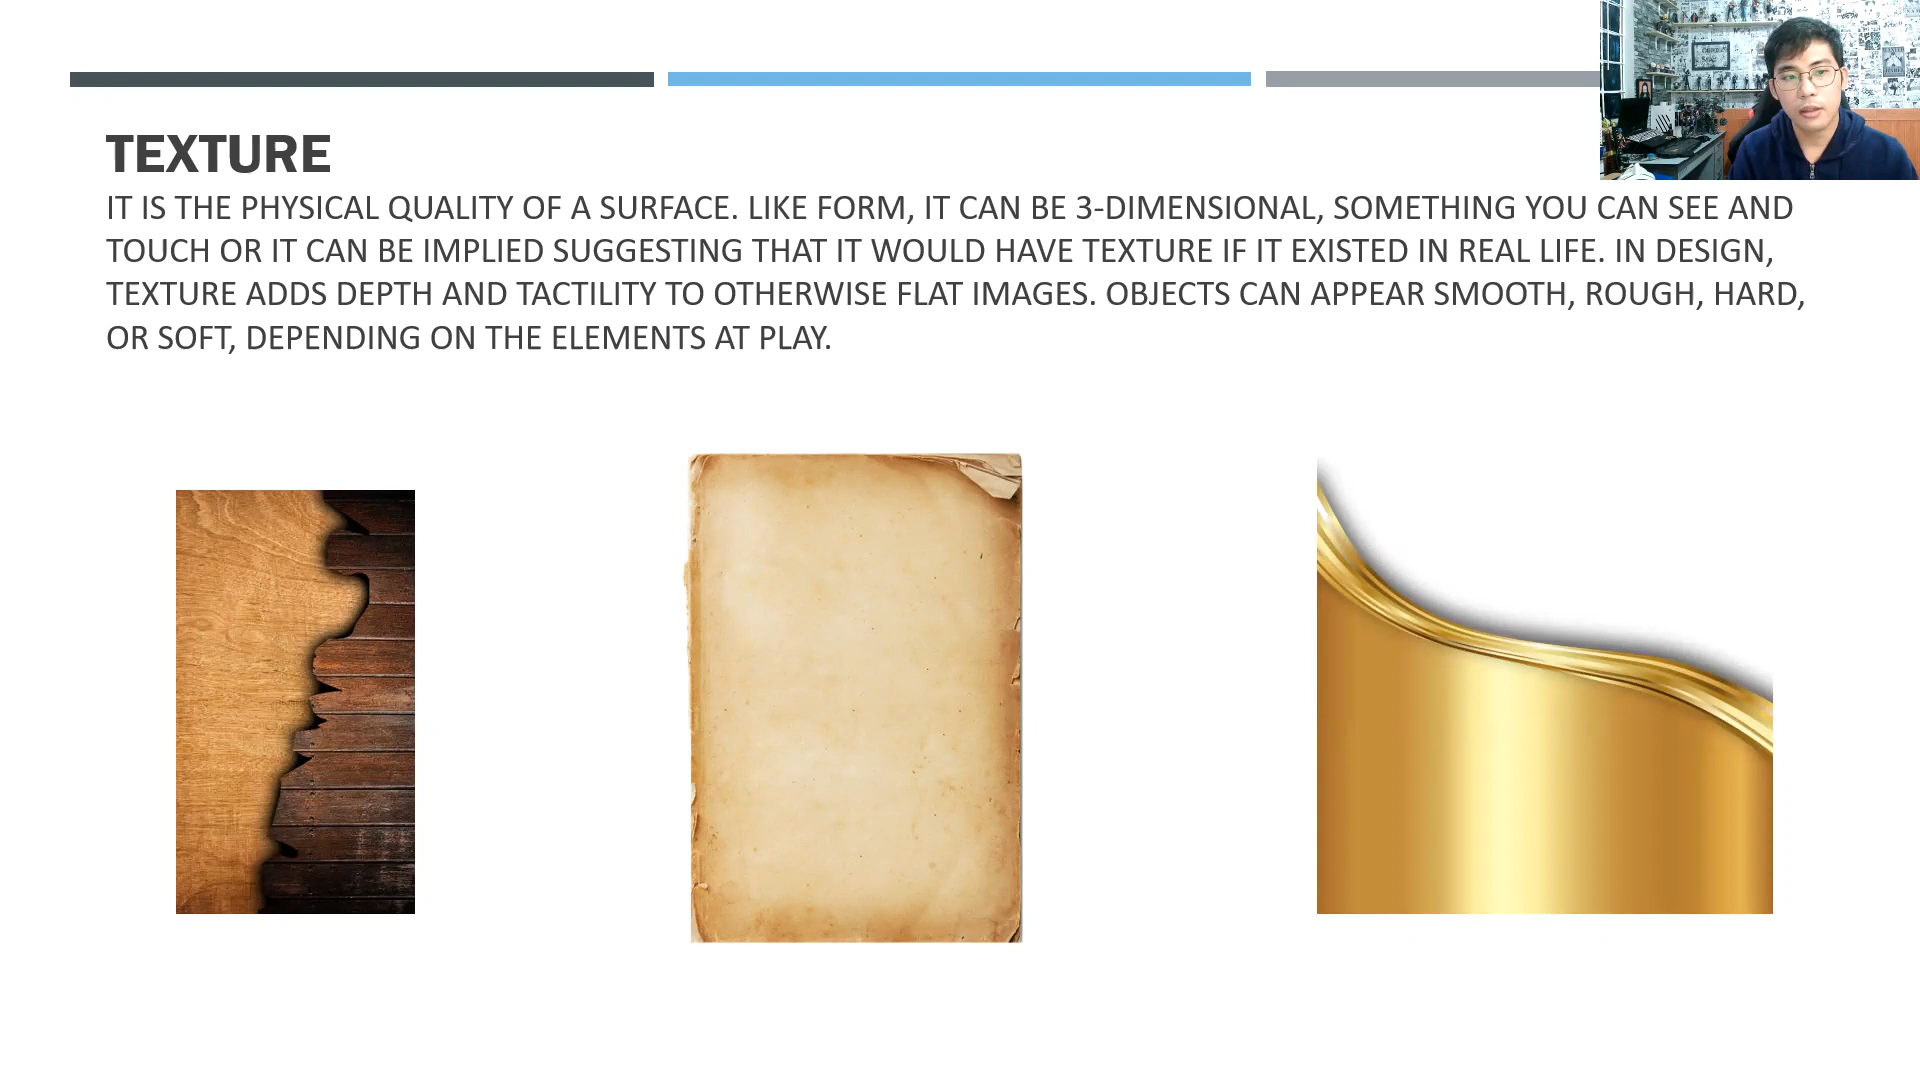 TEXTURE
IT IS THE PHYSICAL QUALITY OF A SURFACE. LIKE FORM, IT CAN BE 3-DIMENSIONAL, SOMETHING YOU CAN SEE AND
TOUCH OR IT CAN BE IMPLIED SUGGESTING THAT IT WOULD HAVE TEXTURE IF IT EXISTED IN REAL LIFE. IN DESIGN,
TEXTURE ADDS DEPTH AND TACTILITY TO OTHERWISE FLAT IMAGES. OBJECTS CAN APPEAR SMOOTH, ROUGH, HARD,
OR SOFT, DEPENDING ON THE ELEMENTS AT PLAY.